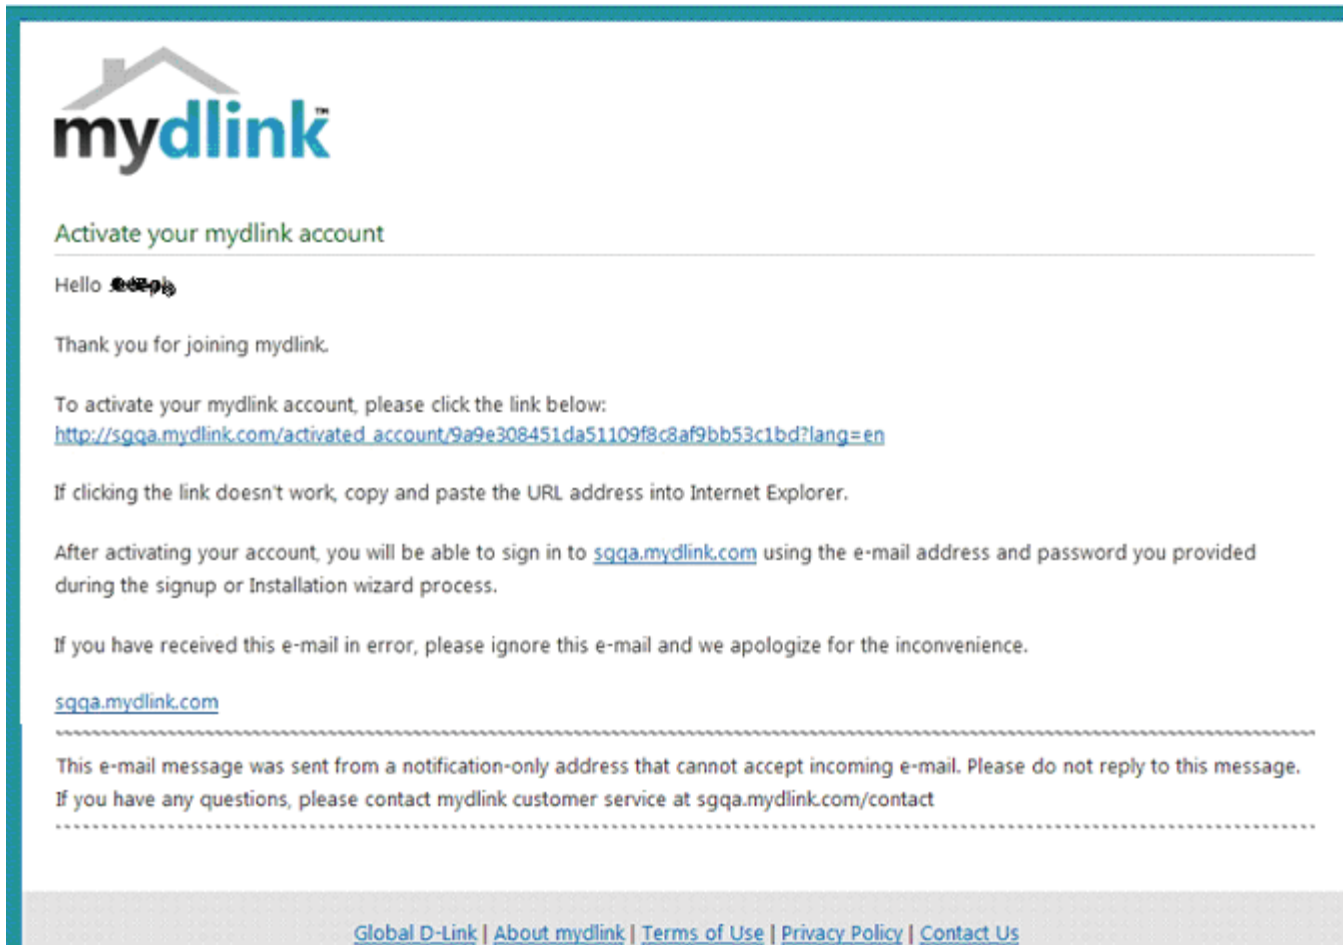 mydlink™
Activate your mydlink account
Hello
Thank you for joining mydlink.
To activate your mydlink account, please click the link below:
http://sgqa.mydlink.com/activated_account/9a9e308451da51109f8c8af9bb53c1bd?lang=en
If clicking the link doesn't work, copy and paste the URL address into Internet Explorer.
After activating your account, you will be able to sign in to sgqa.mydlink.com using the e-mail address and password you provided
during the signup or Installation wizard process.
If you have received this e-mail in error, please ignore this e-mail and we apologize for the inconvenience.
sgqa.mydlink.com
This e-mail message was sent from a notification-only address that cannot accept incoming e-mail. Please do not reply to this message.
If you have any questions, please contact mydlink customer service at sgqa.mydlink.com/contact
Global D-Link | About mydlink | Terms of Use | Privacy Policy | Contact Us